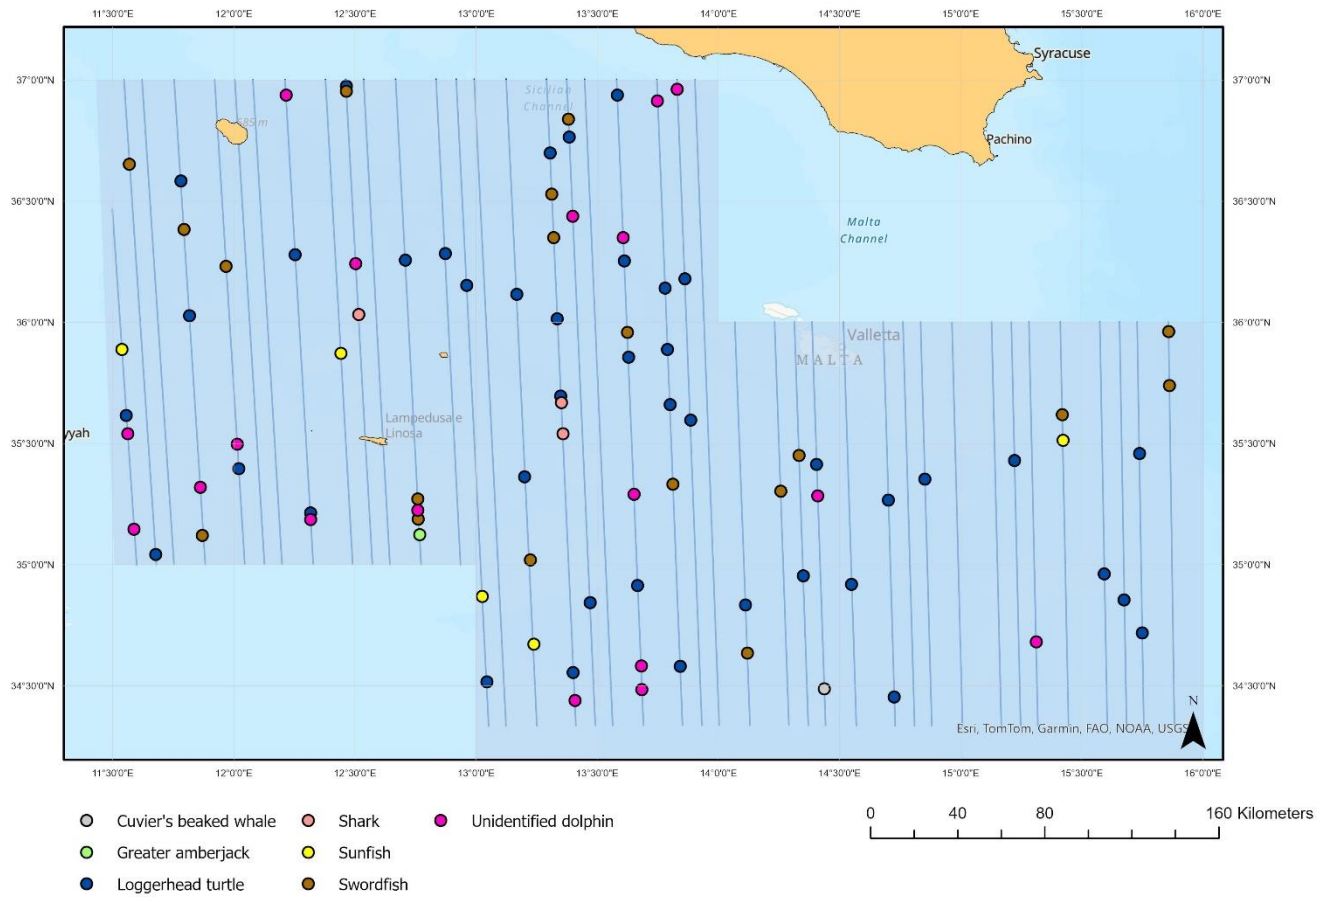 11°30'0"E 12°0'0"E 12°30'0"E 13°0'0"E 13°30'0"E 14°0'0"E 14°30'0"E 15°0'0"E 15°30'0"E 16°0'0"E
Syracuse
37°0'0"N 37°0'0"N
Sicilian
Channel
685 m
Pachino
36°30'0"N 36°30'0"N
Malta
Channel
36°0'0"N 36°0'0"N
Valletta
MALTA
Lampedusa e
Linosa
yyah
35°30'0"N 35°30'0"N
35°0'0"N 35°0'0"N
34°30'0"N 34°30'0"N
N
Esri, TomTom, Garmin, FAO, NOAA, USGS
11°30'0"E 12°0'0"E 12°30'0"E 13°0'0"E 13°30'0"E 14°0'0"E 14°30'0"E 15°0'0"E 15°30'0"E 16°0'0"E
Cuvier's beaked whale Shark Unidentified dolphin
Greater amberjack Sunfish
Loggerhead turtle Swordfish
0 40 80 160 Kilometers